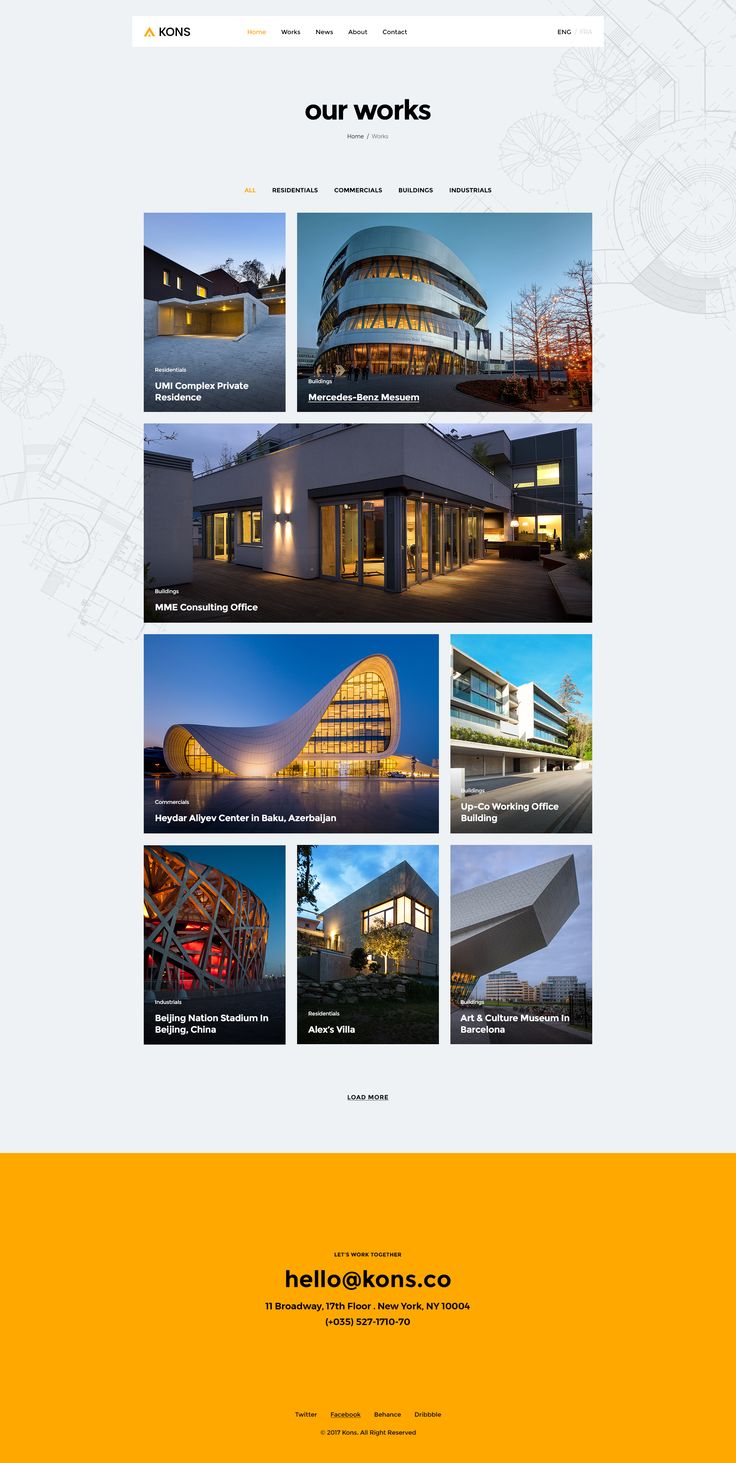 KONS
Home Works News About Contact
ENG / FRA
our works
Home / Works
ALL RESIDENTIALS COMMERCIALS BUILDINGS INDUSTRIALS
Residentials
UMI Complex Private
Residence
Buildings
Mercedes-Benz Mesuem
Buildings
MME Consulting Office
Commercials
Heydar Aliyev Center in Baku, Azerbaijan
Buildings
Up-Co Working Office
Building
Industrials
Beijing Nation Stadium In
Beijing, China
Residentials
Alex's Villa
Buildings
Art & Culture Museum In
Barcelona
LOAD MORE
LET'S WORK TOGETHER
hello@kons.co
11 Broadway, 17th Floor . New York, NY 10004
(+035) 527-1710-70
Twitter Facebook Behance Dribbble
© 2017 Kons. All Right Reserved